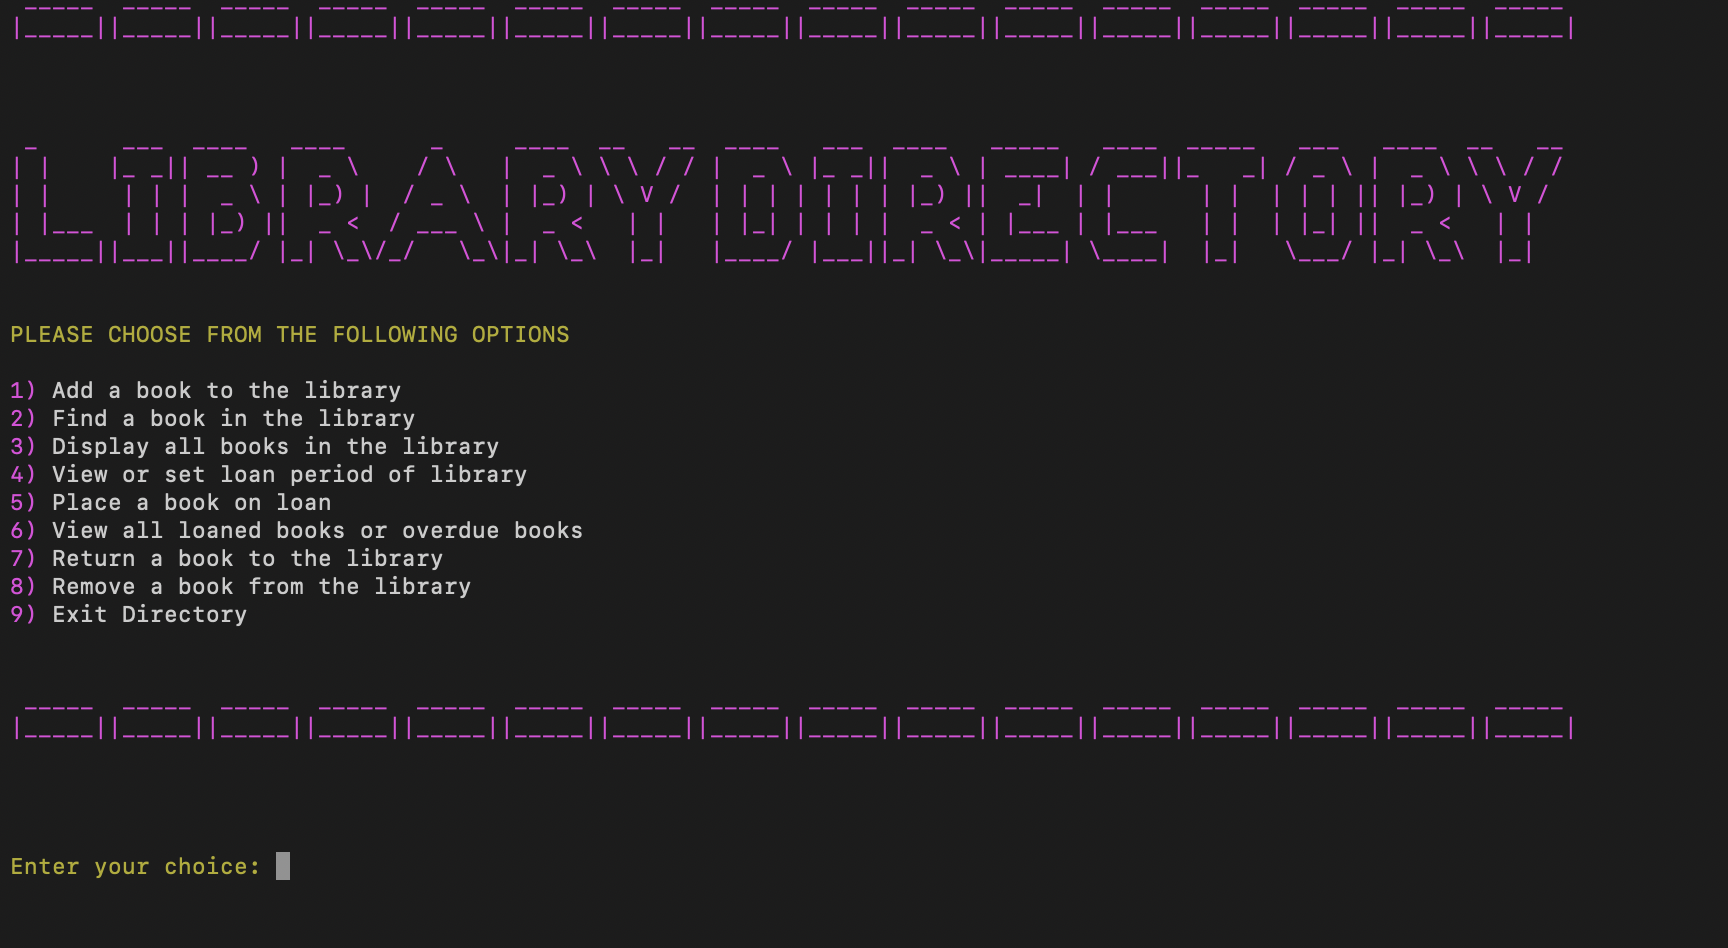 LIBRARY DIRECTORY
PLEASE CHOOSE FROM THE FOLLOWING OPTIONS
1) Add a book to the library
2) Find a book in the library
3) Display all books in the library
4) View or set loan period of library
5) Place a book on loan
6) View all loaned books or overdue books
7) Return a book to the library
8) Remove a book from the library
9) Exit Directory
Enter your choice: